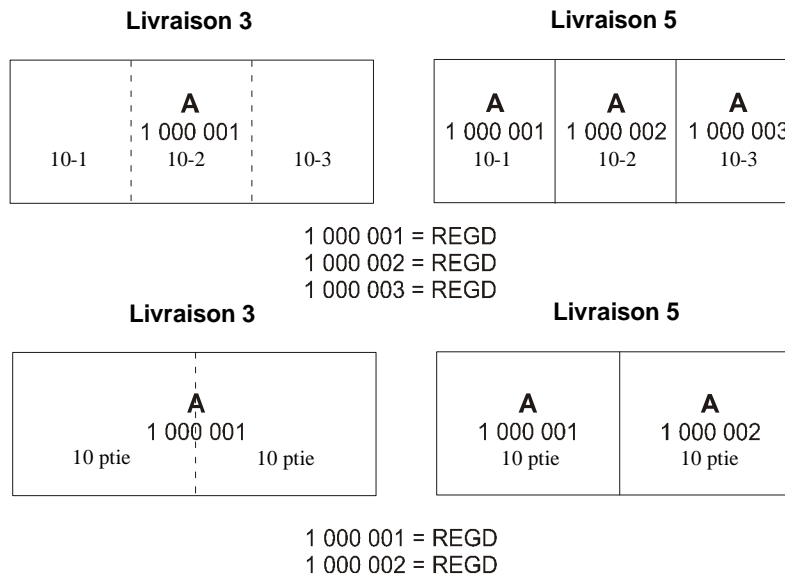 Livraison 3
Livraison 5
A
1 000 001
10-1 10-2 10-3
A A A
1 000 001 1 000 002 1 000 003
10-1 10-2 10-3
1 000 001 = REGD
1 000 002 = REGD
1 000 003 = REGD
Livraison 3
Livraison 5
A
1 000 001
10 ptie 10 ptie
A A
1 000 001 1 000 002
10 ptie 10 ptie
1 000 001 = REGD
1 000 002 = REGD